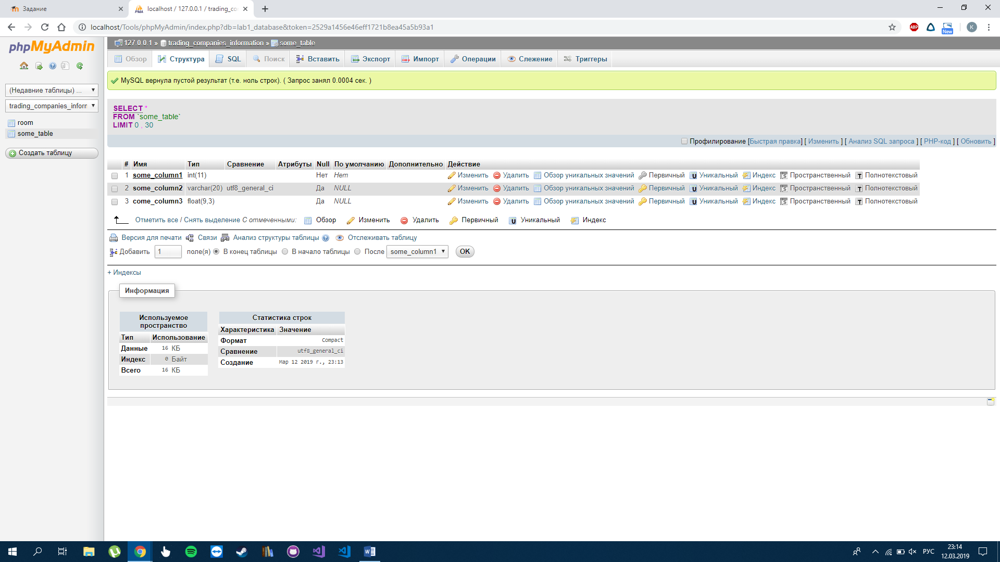 Задание
localhost / 127.0.0.1 / trading_co
localhost/Tools/phpMyAdmin/index.php?db=lab1_database&token=2529a1456e46eff1721b8ea45a5b93a1
ABP
New
K
phpMyAdmin
(Недавние таблицы) ...
trading_companies_inforn
room
some_table
Создать таблицу
127.0.0.1 » trading_companies_information » some_table
Обзор Структура SQL Поиск Вставить Экспорт Импорт Операции Слежение Триггеры
MySQL вернула пустой результат (т.е. ноль строк). ( Запрос занял 0.0004 сек. )
SELECT *
FROM `some_table`
LIMIT 0 , 30
Профилирование [Быстрая правка] [ Изменить ] [ Анализ SQL запроса ] [ PHP-код ] [ Обновить ]
# Имя Тип Сравнение Атрибуты Null По умолчанию Дополнительно Действие
1 some_column1 int(11) Нет Нет Изменить Удалить Обзор уникальных значений Первичный Уникальный Индекс Пространственный Полнотекстовый
2 some_column2 varchar(20) utf8_general_ci Да NULL Изменить Удалить Обзор уникальных значений Первичный Уникальный Индекс Пространственный Полнотекстовый
3 come_column3 float(9,3) Да NULL Изменить Удалить Обзор уникальных значений Первичный Уникальный Индекс Пространственный Полнотекстовый
Отметить все / Снять выделение С отмеченными: Обзор Изменить Удалить Первичный Уникальный Индекс
Версия для печати Связи Анализ структуры таблицы Отслеживать таблицу
Добавить 1 поле(я) В конец таблицы В начало таблицы После some_column1 OK
+ Индексы
Информация
Используемое
пространство
Тип Использование
Данные 16 КБ
Индекс 0 Байт
Всего 16 КБ
Статистика строк
Характеристика Значение
Формат Compact
Сравнение utf8_general_ci
Создание Мар 12 2019 г., 23:13
РУС
23:14
12.03.2019